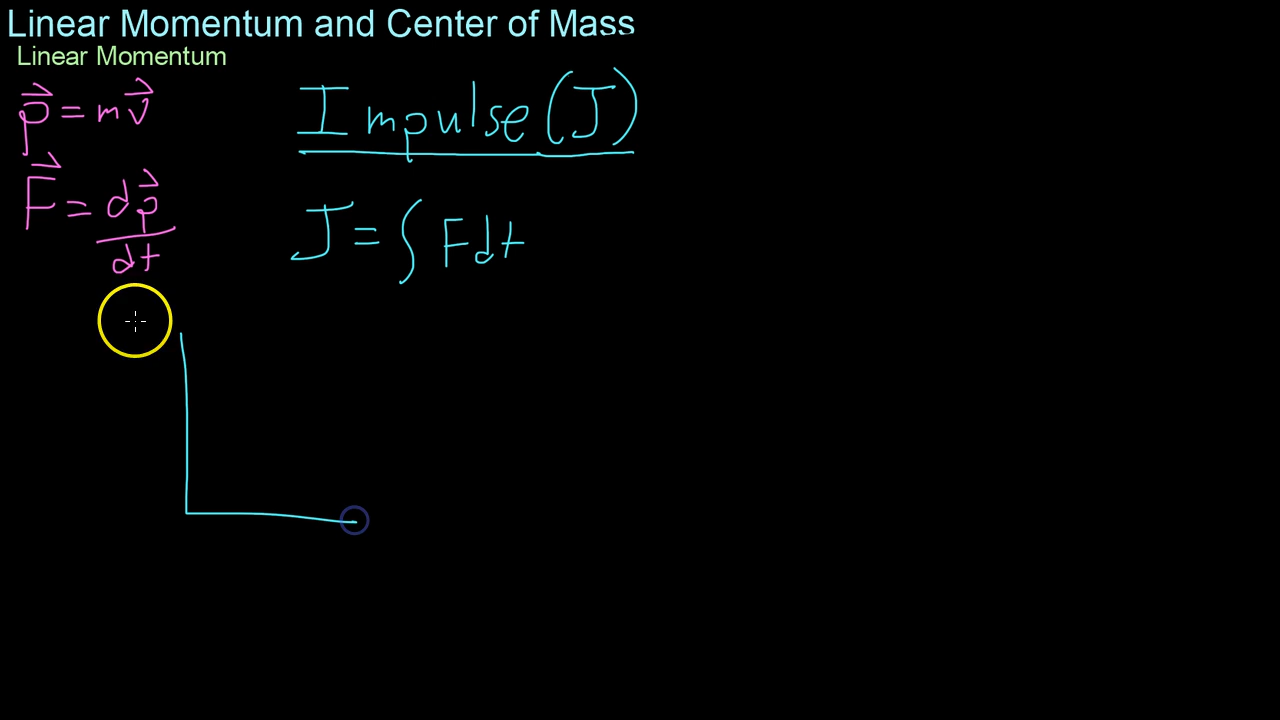 Linear Momentum and Center of Mass
Linear Momentum
p⃗ = mv⃗
F⃗ = dp⃗/dt
Impulse (J)
J = ∫ F dt